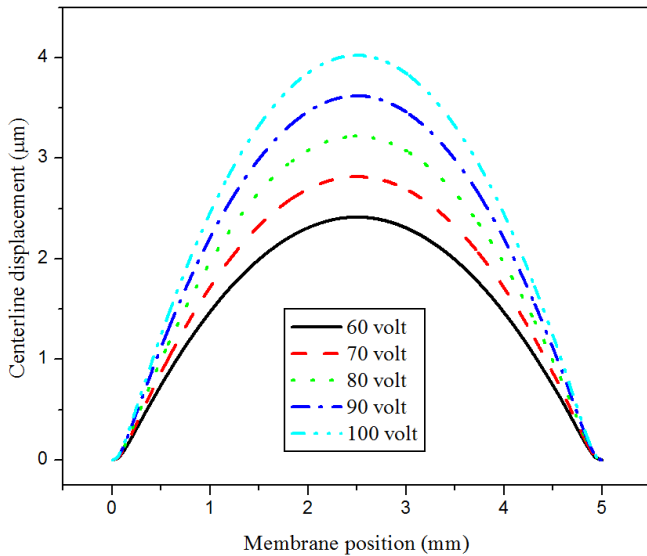 4
3
2
1
0
Centerline displacement (μm)
60 volt
70 volt
80 volt
90 volt
100 volt
0 1 2 3 4 5
Membrane position (mm)